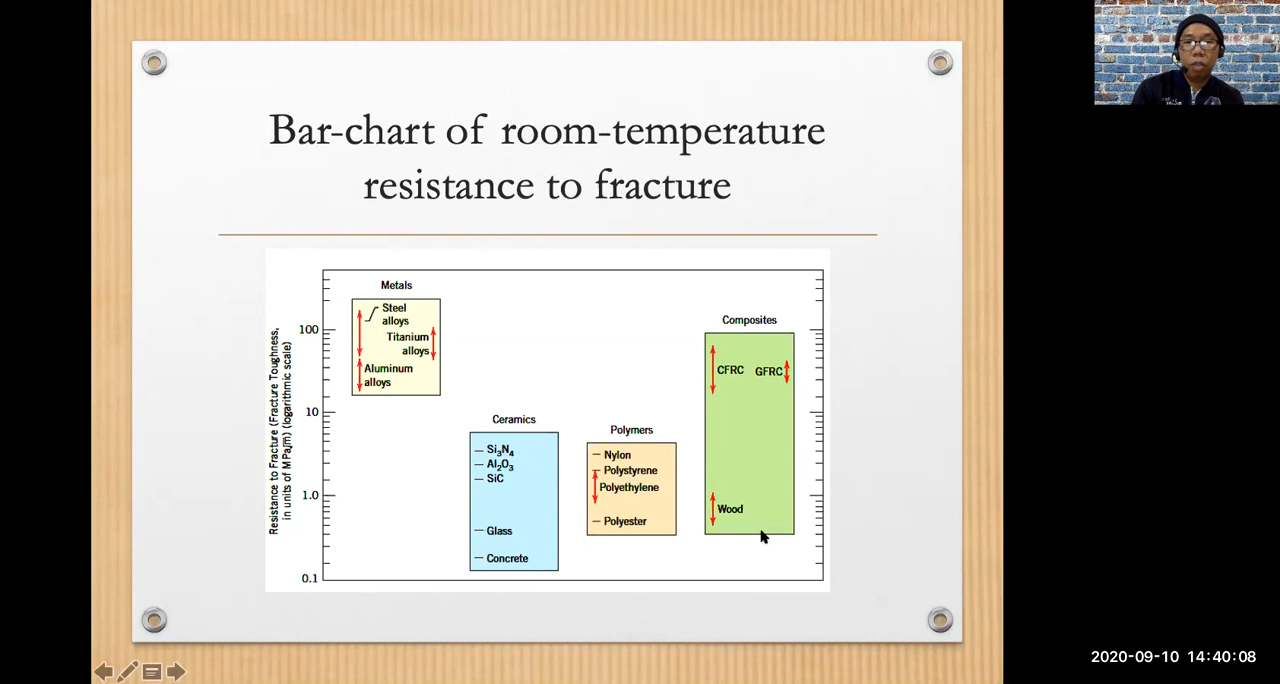 Bar-chart of room-temperature
resistance to fracture
Resistance to Fracture (Fracture Toughness,
in units of MPa√m) (logarithmic scale)
100
10
1.0
0.1
Metals
Steel
alloys
Titanium
alloys
Aluminum
alloys
Ceramics
Si3N4
Al2O3
SiC
Glass
Concrete
Polymers
Nylon
Polystyrene
Polyethylene
Polyester
Composites
CFRC
GFRC
Wood
2020-09-10 14:40:08